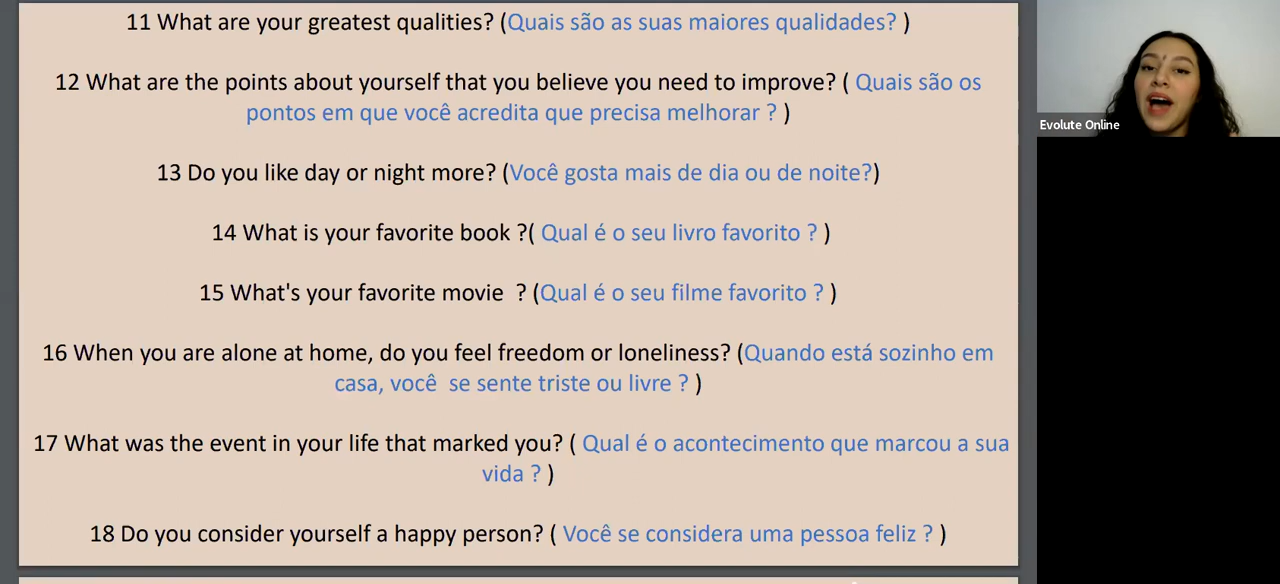 11 What are your greatest qualities? (Quais são as suas maiores qualidades? )
12 What are the points about yourself that you believe you need to improve? ( Quais são os
pontos em que você acredita que precisa melhorar ? )
13 Do you like day or night more? (Você gosta mais de dia ou de noite?)
14 What is your favorite book ?( Qual é o seu livro favorito ? )
15 What's your favorite movie  ? (Qual é o seu filme favorito ? )
16 When you are alone at home, do you feel freedom or loneliness? (Quando está sozinho em
casa, você  se sente triste ou livre ? )
17 What was the event in your life that marked you? ( Qual é o acontecimento que marcou a sua
vida ? )
18 Do you consider yourself a happy person? ( Você se considera uma pessoa feliz ? )
Evolute Online